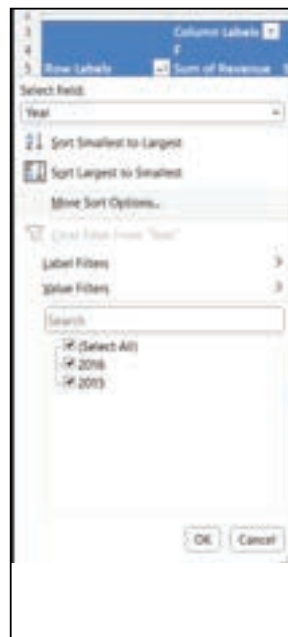 3 Column Labels
4 F
5 Row Labels Sum of Revenue S
Select field:
Year
Sort Smallest to Largest
Sort Largest to Smallest
More Sort Options...
Clear Filter From "Year"
Label Filters
Value Filters
Search
(Select All)
2016
2015
OK Cancel